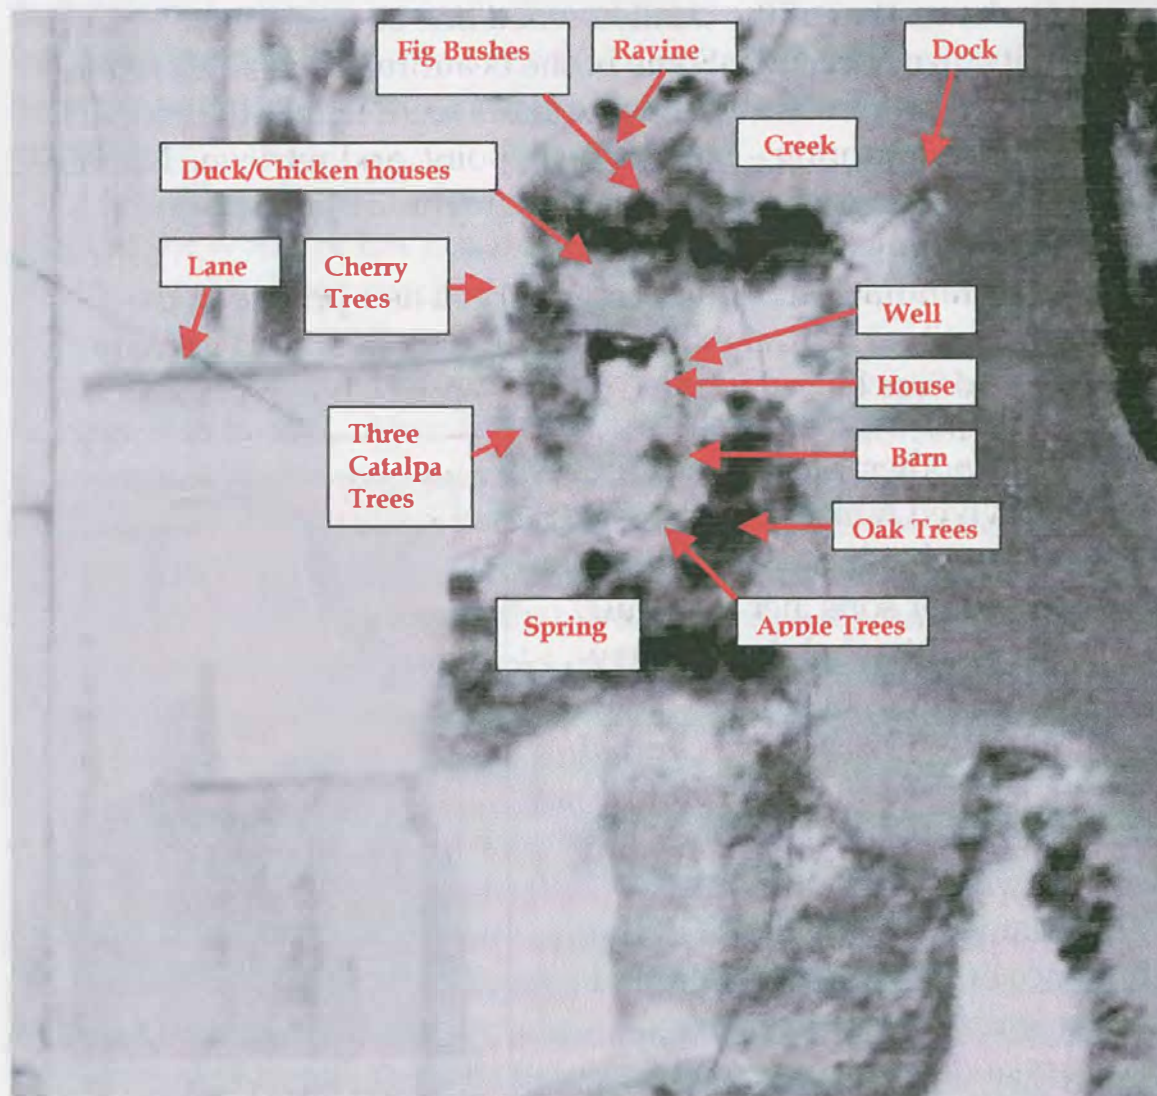 Fig Bushes
Ravine
Dock
Creek
Duck/Chicken houses
Lane
Cherry
Trees
Well
House
Three
Catalpa
Trees
Barn
Oak Trees
Spring
Apple Trees